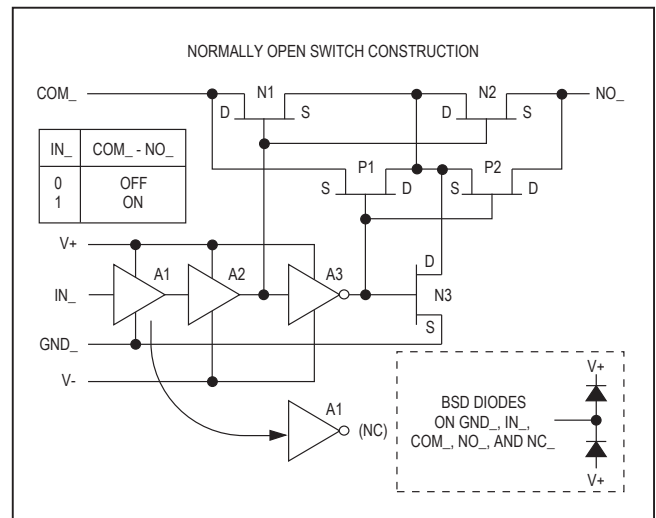 NORMALLY OPEN SWITCH CONSTRUCTION
COM_
N1
N2
NO_
D
S
D
S
IN_ COM_ - NO_
0 OFF
1 ON
P1
P2
S
D
S
D
V+
A1
A2
A3
D
IN_
N3
S
GND_
V-
A1
(NC)
V+
BSD DIODES
ON GND_, IN_,
COM_, NO_, AND NC_
V+